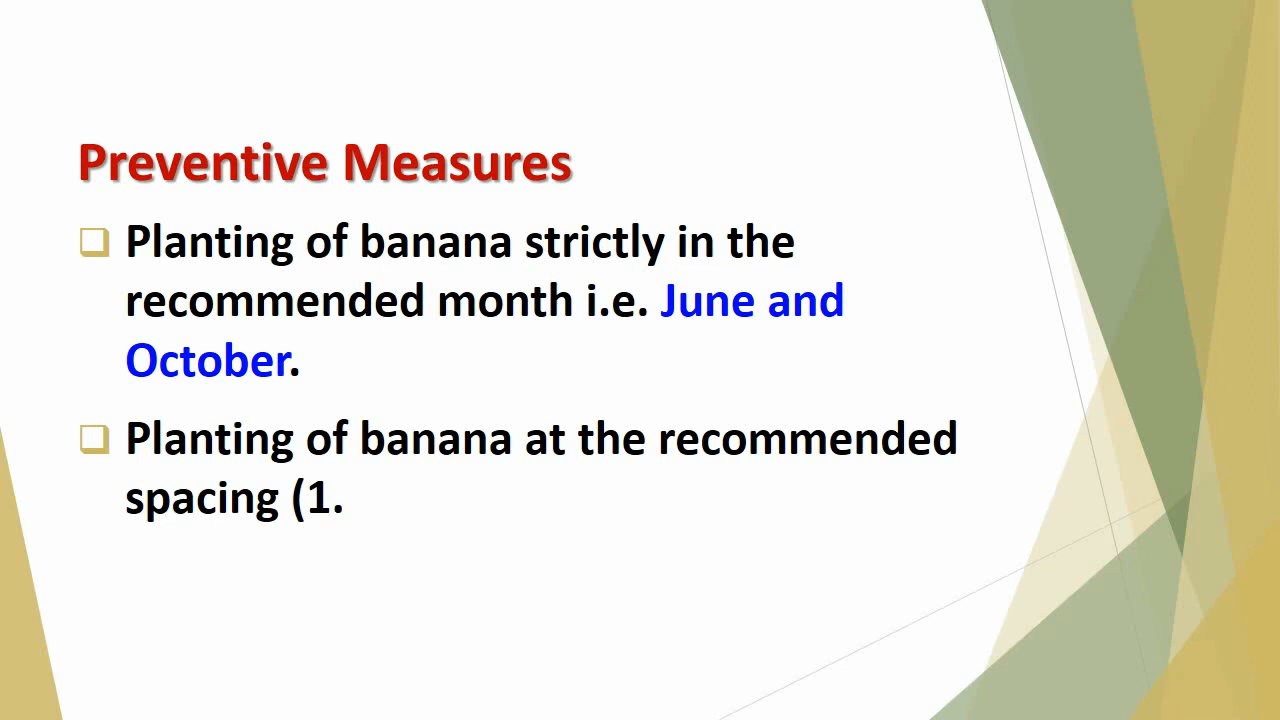 Preventive Measures
Planting of banana strictly in the
recommended month i.e. June and
October.
Planting of banana at the recommended
spacing (1.